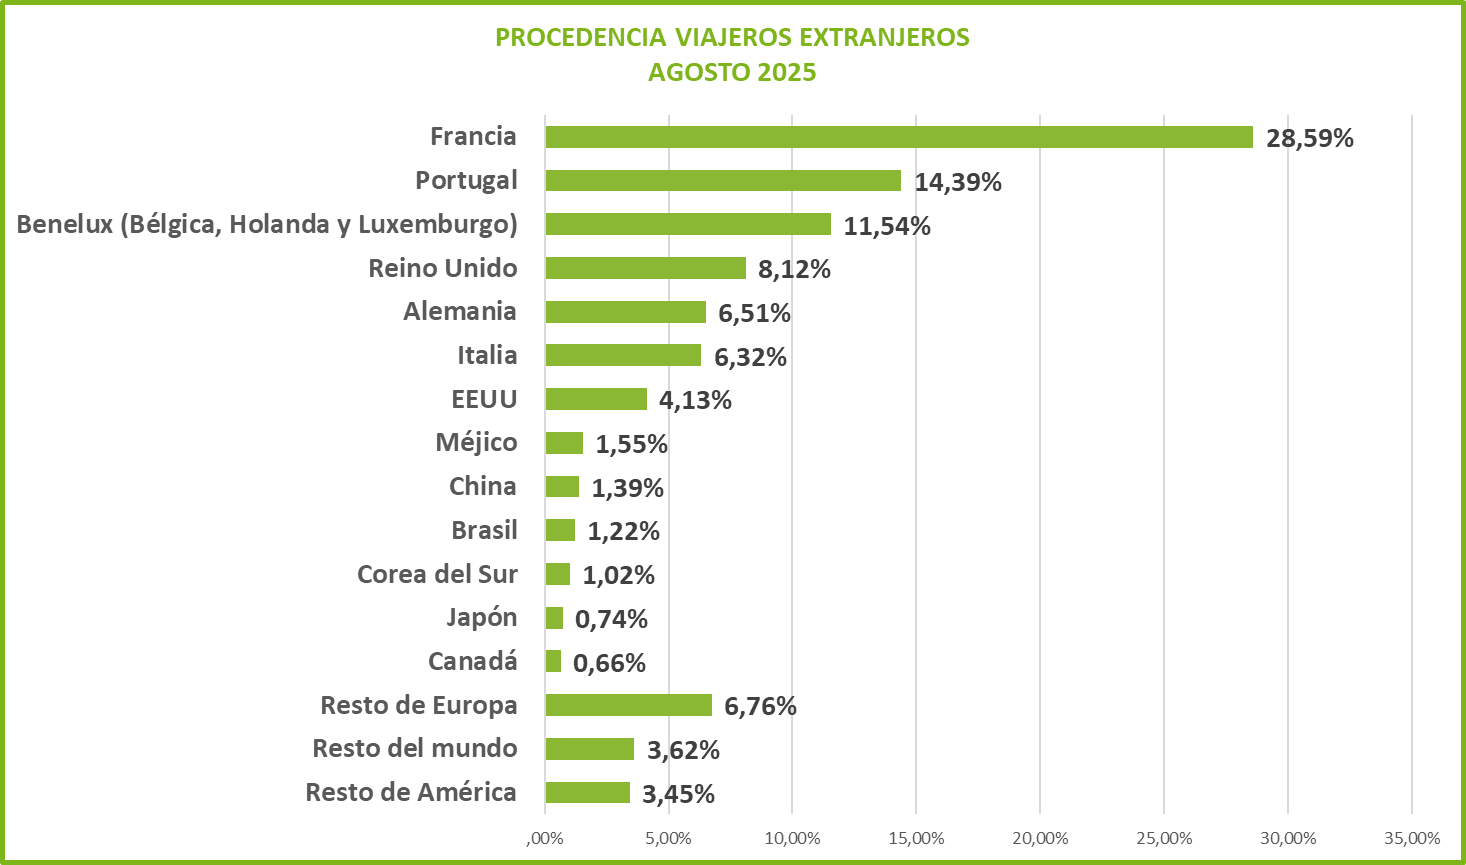 PROCEDENCIA VIAJEROS EXTRANJEROS
AGOSTO 2025
Francia 28,59%
Portugal 14,39%
Benelux (Bélgica, Holanda y Luxemburgo) 11,54%
Reino Unido 8,12%
Alemania 6,51%
Italia 6,32%
EEUU 4,13%
Méjico 1,55%
China 1,39%
Brasil 1,22%
Corea del Sur 1,02%
Japón 0,74%
Canadá 0,66%
Resto de Europa 6,76%
Resto del mundo 3,62%
Resto de América 3,45%
,00% 5,00% 10,00% 15,00% 20,00% 25,00% 30,00% 35,00%